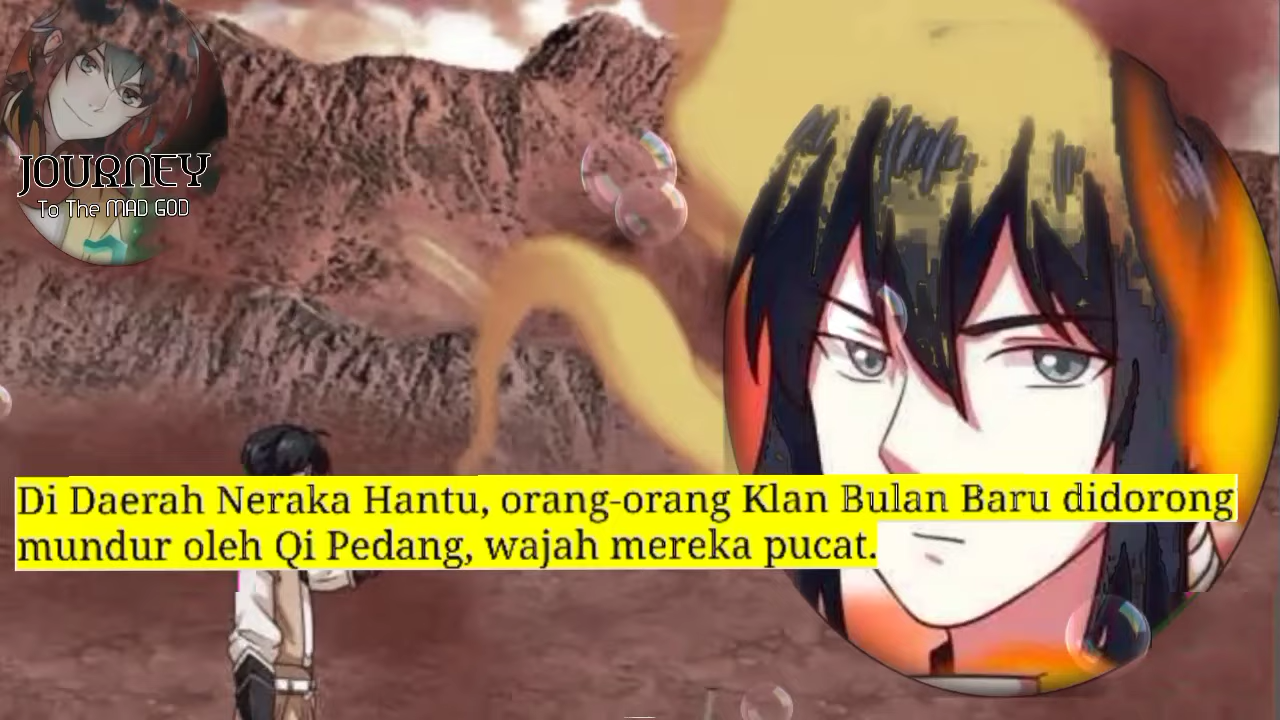 JOURNEY
To The MAD GOD
Di Daerah Neraka Hantu, orang-orang Klan Bulan Baru didorong
mundur oleh Qi Pedang, wajah mereka pucat.